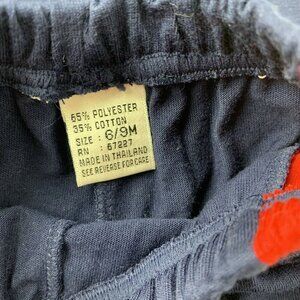 65% POLYESTER
35% COTTON
SIZE : 6/9M
RN : 67227
MADE IN THAILAND
SEE REVERSE FOR CARE